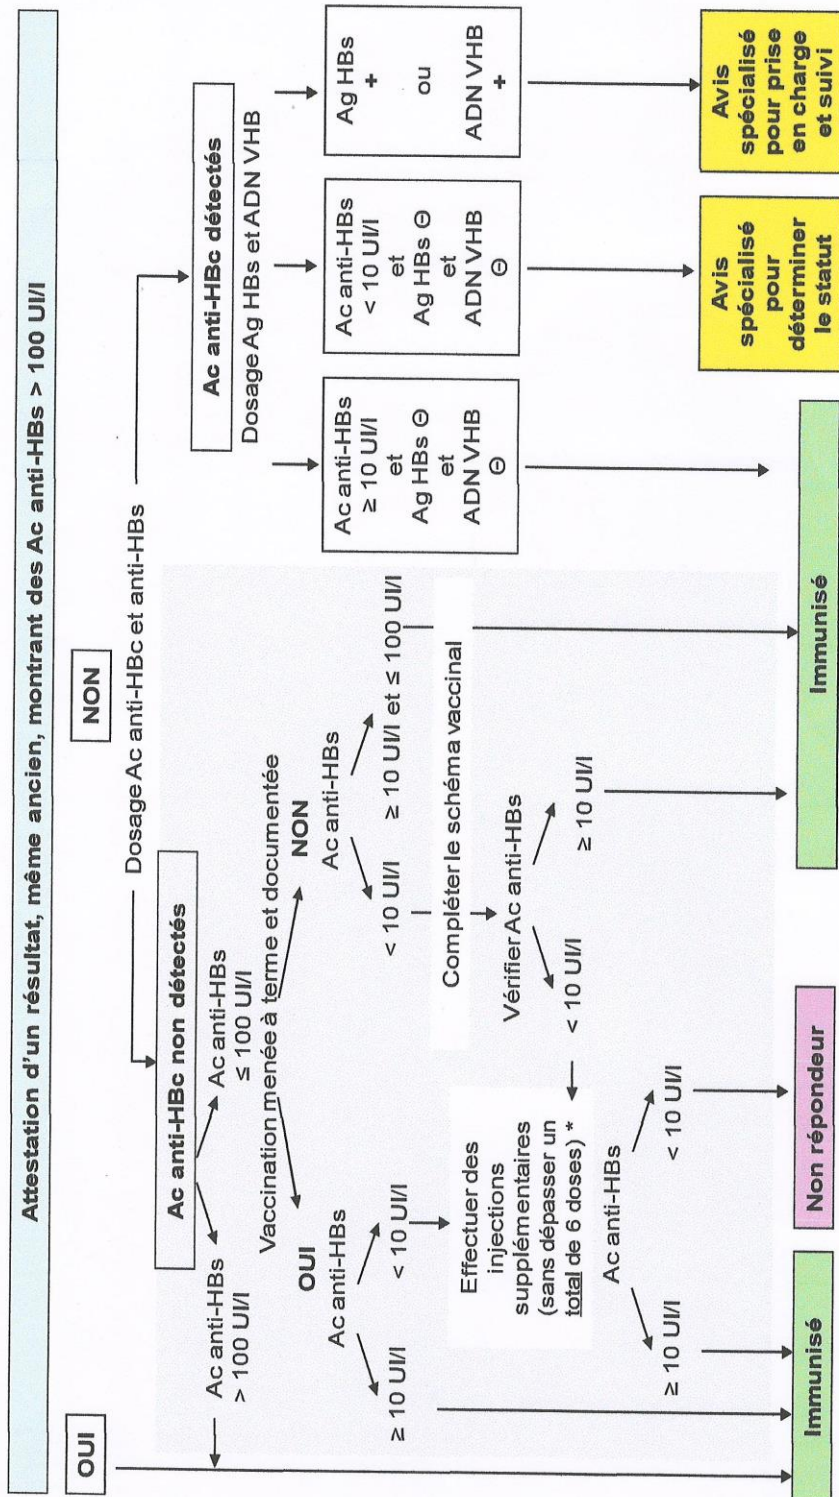 Attestation d'un résultat, même ancien, montrant des Ac anti-HBs > 100 UI/l
OUI
NON
Dosage Ac anti-HBc et anti-HBs
Ac anti-HBc non détectés
Ac anti-HBs
> 100 UI/l
Ac anti-HBs
≤ 100 UI/l
Vaccination menée à terme et documentée
OUI
Ac anti-HBs
≥ 10 UI/l
< 10 UI/l
NON
Ac anti-HBs
< 10 UI/l
≥ 10 UI/l et ≤ 100 UI/l
Compléter le schéma vaccinal
Vérifier Ac anti-HBs
< 10 UI/l
≥ 10 UI/l
Effectuer des
injections
supplémentaires
(sans dépasser un
total de 6 doses) *
Ac anti-HBs
≥ 10 UI/l
< 10 UI/l
Ac anti-HBc détectés
Dosage Ag HBs et ADN VHB
Ac anti-HBs
≥ 10 UI/l
et
Ag HBs ⊖
et
ADN VHB
⊖
Ac anti-HBs
< 10 UI/l
et
Ag HBs ⊖
et
ADN VHB
⊖
Ag HBs
+
ou
ADN VHB
+
Immunisé
Non répondeur
Immunisé
Avis
spécialisé
pour
déterminer
le statut
Avis
spécialisé
pour prise
en charge
et suivi